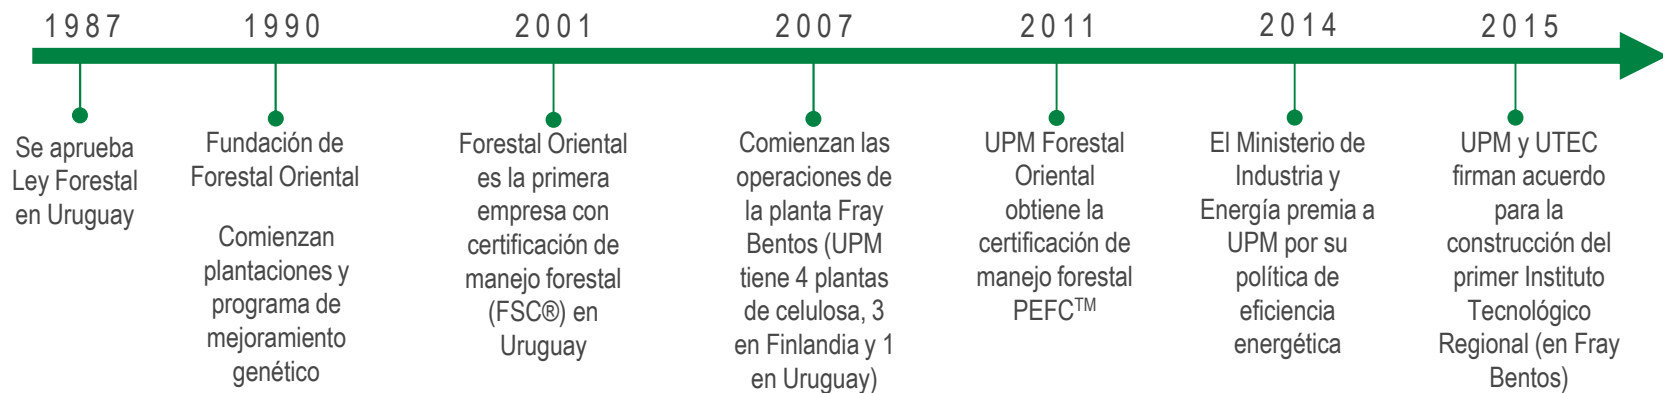 1987
1990
2001
2007
2011
2014
2015
Se aprueba
Ley Forestal
en Uruguay
Fundación de
Forestal Oriental
Comienzan
plantaciones y
programa de
mejoramiento
genético
Forestal Oriental
es la primera
empresa con
certificación de
manejo forestal
(FSC®) en
Uruguay
Comienzan las
operaciones de
la planta Fray
Bentos (UPM
tiene 4 plantas
de celulosa, 3
en Finlandia y 1
en Uruguay)
UPM Forestal
Oriental
obtiene la
certificación de
manejo forestal
PEFC™
El Ministerio de
Industria y
Energía premia a
UPM por su
política de
eficiencia
energética
UPM y UTEC
firman acuerdo
para la
construcción del
primer Instituto
Tecnológico
Regional (en Fray
Bentos)